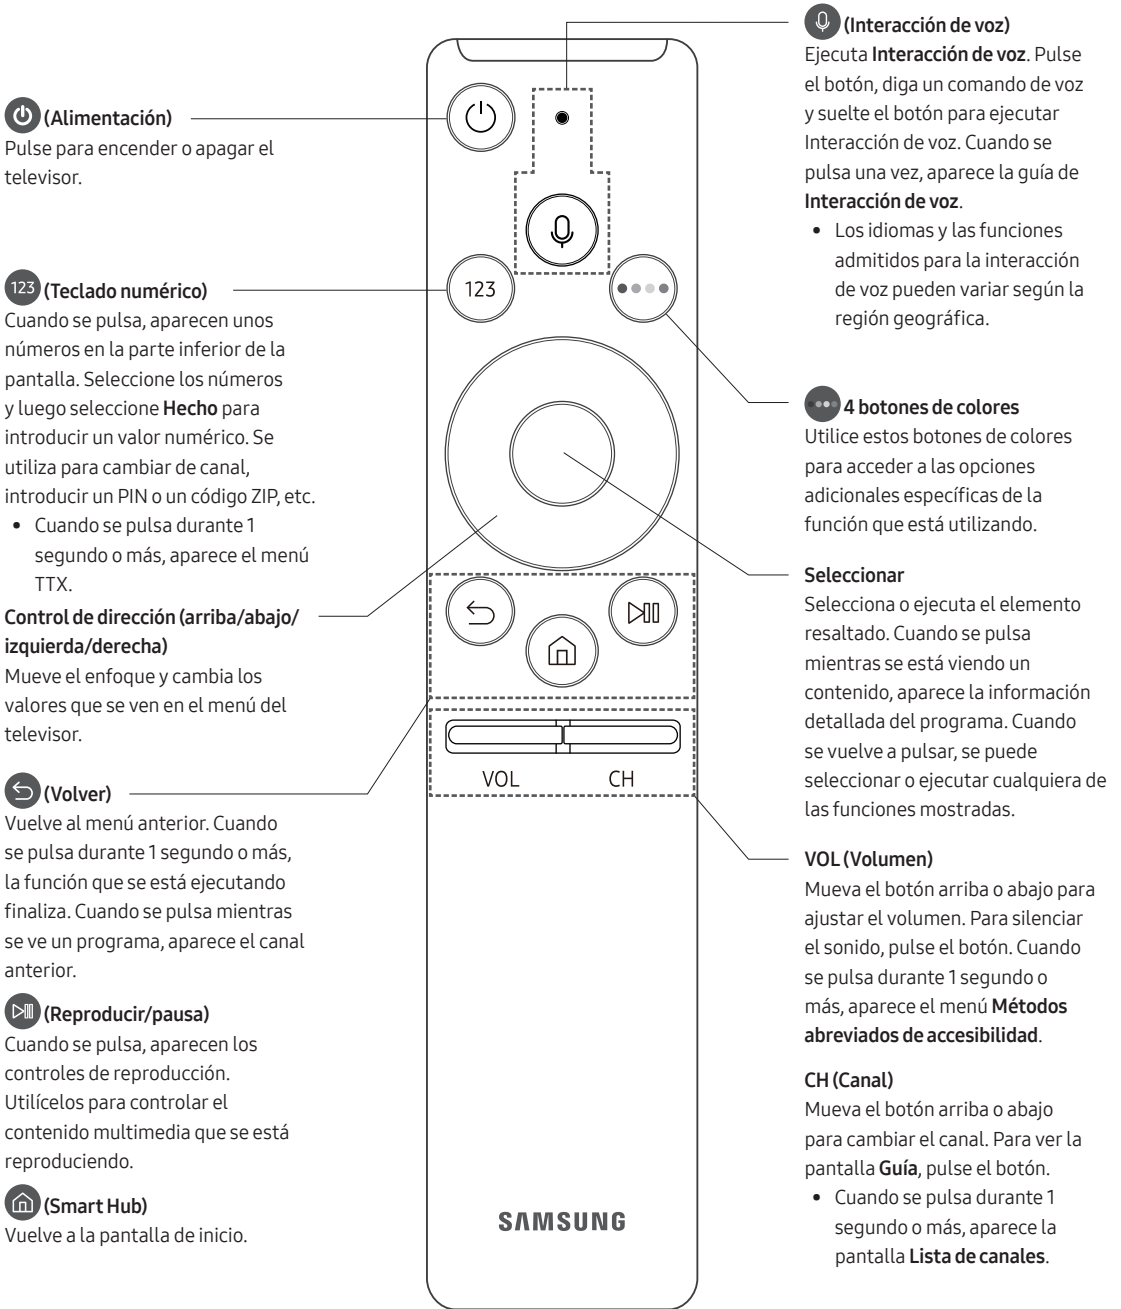 (Alimentación)
Pulse para encender o apagar el
televisor.
123 (Teclado numérico)
Cuando se pulsa, aparecen unos
números en la parte inferior de la
pantalla. Seleccione los números
y luego seleccione Hecho para
introducir un valor numérico. Se
utiliza para cambiar de canal,
introducir un PIN o un código ZIP, etc.
• Cuando se pulsa durante 1
segundo o más, aparece el menú
TTX.
Control de dirección (arriba/abajo/
izquierda/derecha)
Mueve el enfoque y cambia los
valores que se ven en el menú del
televisor.
(Volver)
Vuelve al menú anterior. Cuando
se pulsa durante 1 segundo o más,
la función que se está ejecutando
finaliza. Cuando se pulsa mientras
se ve un programa, aparece el canal
anterior.
(Reproducir/pausa)
Cuando se pulsa, aparecen los
controles de reproducción.
Utilícelos para controlar el
contenido multimedia que se está
reproduciendo.
(Smart Hub)
Vuelve a la pantalla de inicio.
123
VOL CH
SAMSUNG
(Interacción de voz)
Ejecuta Interacción de voz. Pulse
el botón, diga un comando de voz
y suelte el botón para ejecutar
Interacción de voz. Cuando se
pulsa una vez, aparece la guía de
Interacción de voz.
• Los idiomas y las funciones
admitidos para la interacción
de voz pueden variar según la
región geográfica.
4 botones de colores
Utilice estos botones de colores
para acceder a las opciones
adicionales específicas de la
función que está utilizando.
Seleccionar
Selecciona o ejecuta el elemento
resaltado. Cuando se pulsa
mientras se está viendo un
contenido, aparece la información
detallada del programa. Cuando
se vuelve a pulsar, se puede
seleccionar o ejecutar cualquiera de
las funciones mostradas.
VOL (Volumen)
Mueva el botón arriba o abajo para
ajustar el volumen. Para silenciar
el sonido, pulse el botón. Cuando
se pulsa durante 1 segundo o
más, aparece el menú Métodos
abreviados de accesibilidad.
CH (Canal)
Mueva el botón arriba o abajo
para cambiar el canal. Para ver la
pantalla Guía, pulse el botón.
• Cuando se pulsa durante 1
segundo o más, aparece la
pantalla Lista de canales.